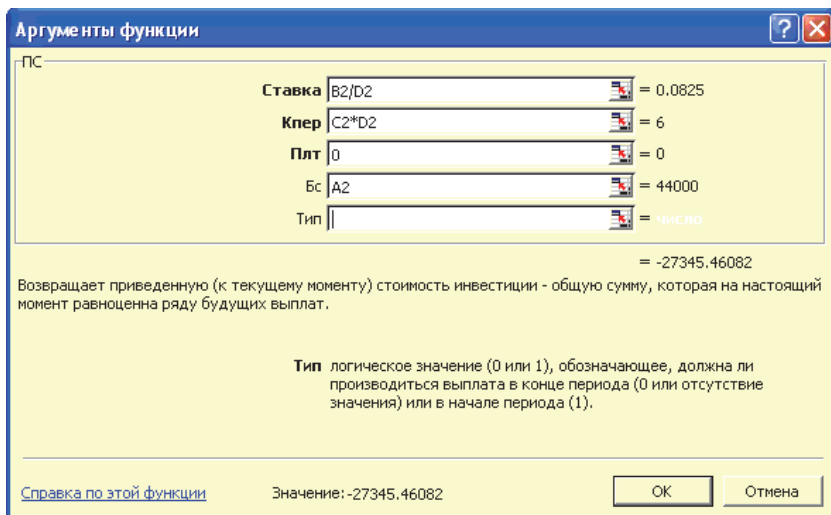 Аргументы функции
ПС
Ставка B2/D2 = 0.0825
Кпер C2*D2 = 6
Плт 0 = 0
Бс A2 = 44000
Тип = число
= -27345.46082
Возвращает приведенную (к текущему моменту) стоимость инвестиции - общую сумму, которая на настоящий
момент равноценна ряду будущих выплат.
Тип логическое значение (0 или 1), обозначающее, должна ли
производиться выплата в конце периода (0 или отсутствие
значения) или в начале периода (1).
Справка по этой функции Значение:-27345.46082 ОК Отмена